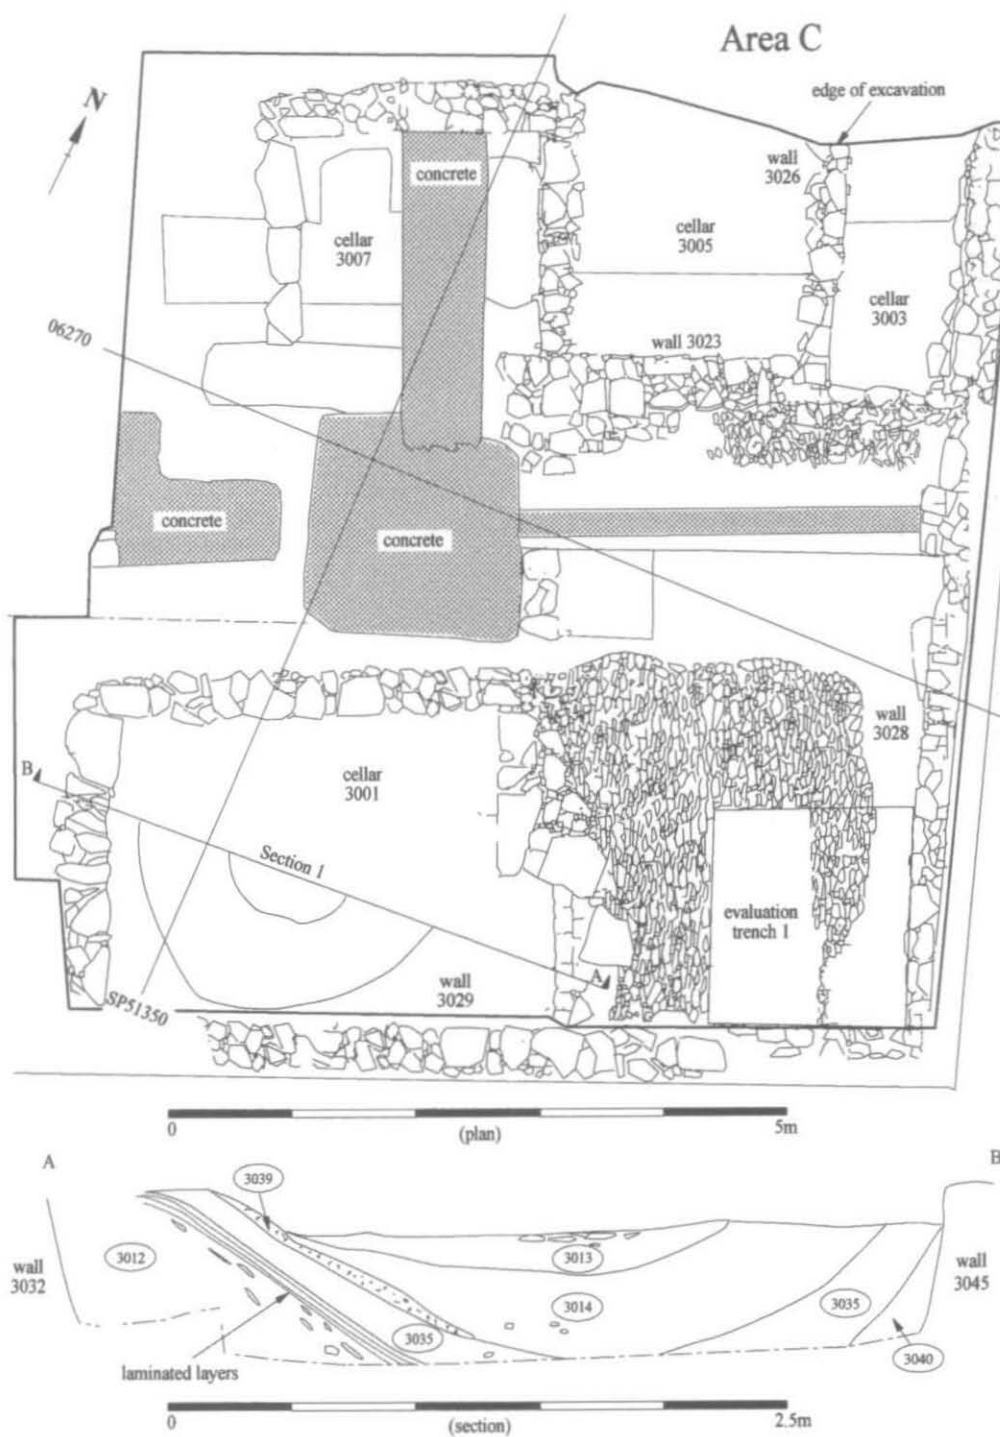 Area C
edge of excavation
N
wall
3026
concrete
cellar
3005
cellar
3007
cellar
3003
06270
wall 3023
concrete
concrete
wall
3028
B
cellar
3001
Section 1
evaluation
trench 1
A
wall
3029
SP51350
0
(plan)
5m
A
B
3039
3012
3013
wall
3032
wall
3045
3014
3035
3035
3040
laminated layers
0
(section)
2.5m